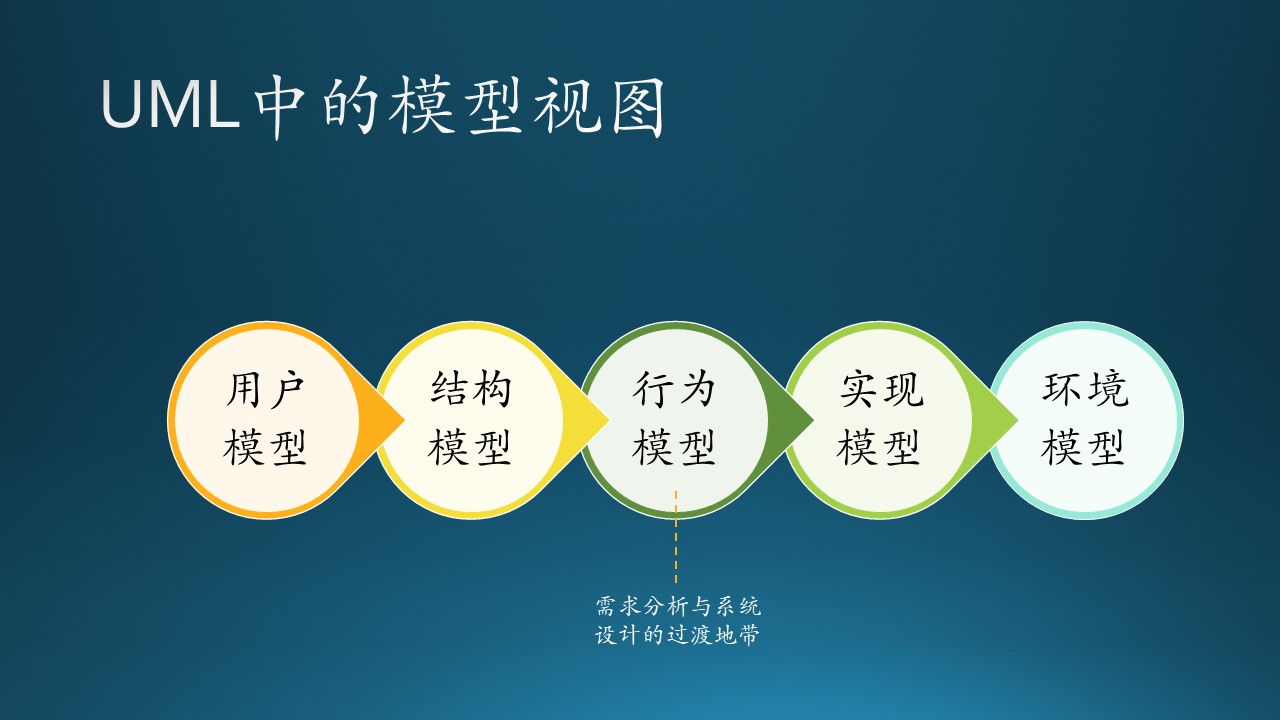 UML中的模型视图
用户
模型
结构
模型
行为
模型
实现
模型
环境
模型
需求分析与系统
设计的过渡地带